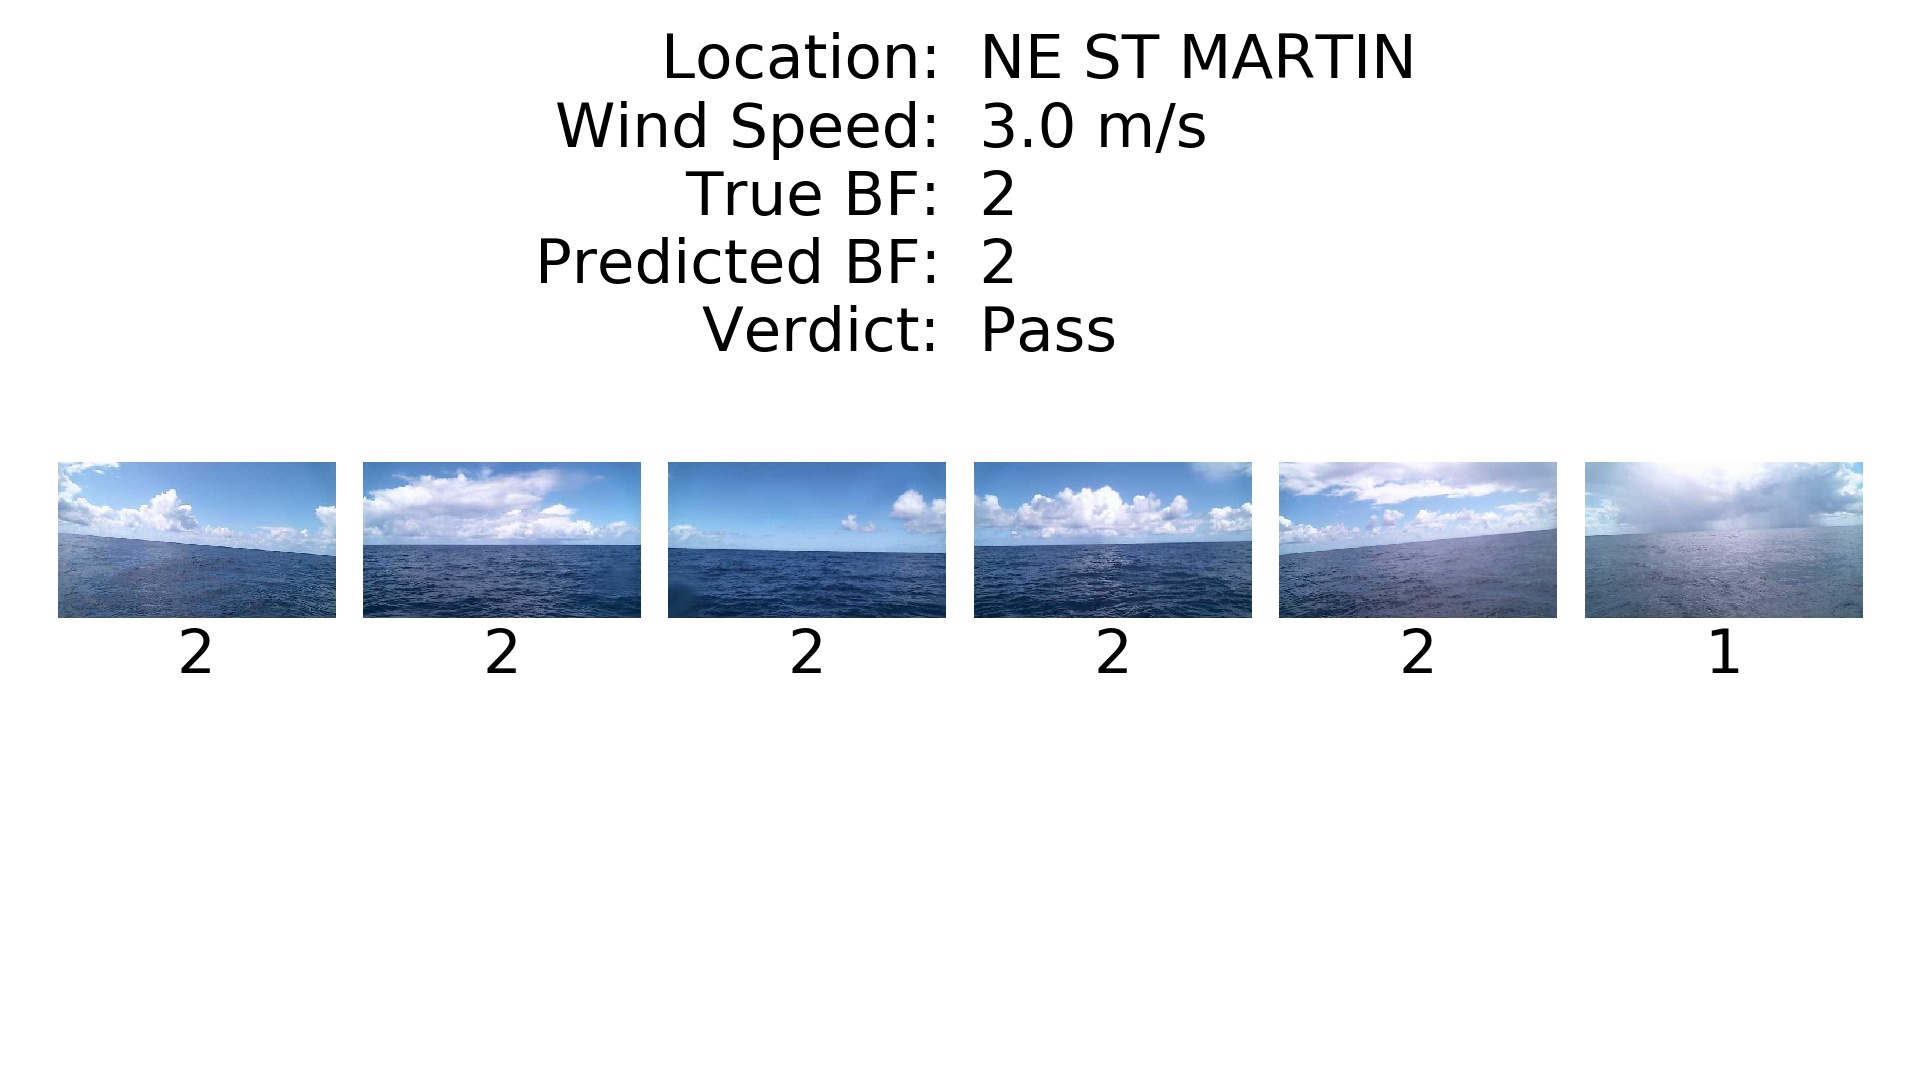 Location: NE ST MARTIN
Wind Speed: 3.0 m/s
True BF: 2
Predicted BF: 2
Verdict: Pass
2 2 2 2 2 1